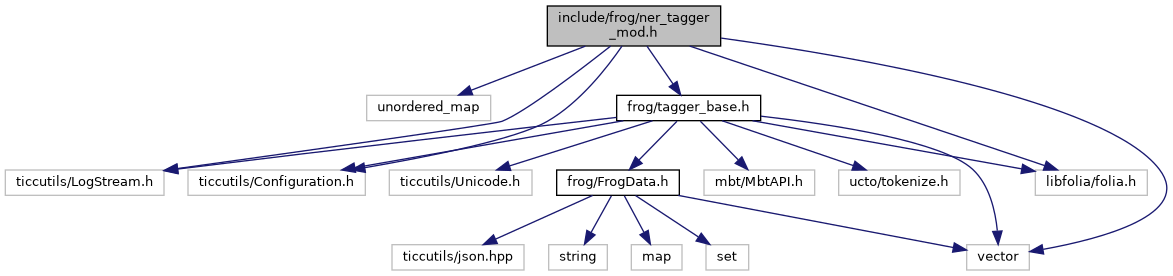 include/frog/ner_tagger
_mod.h
unordered_map
frog/tagger_base.h
ticcutils/LogStream.h
ticcutils/Configuration.h
ticcutils/Unicode.h
frog/FrogData.h
mbt/MbtAPI.h
ucto/tokenize.h
libfolia/folia.h
ticcutils/json.hpp
string
map
set
vector